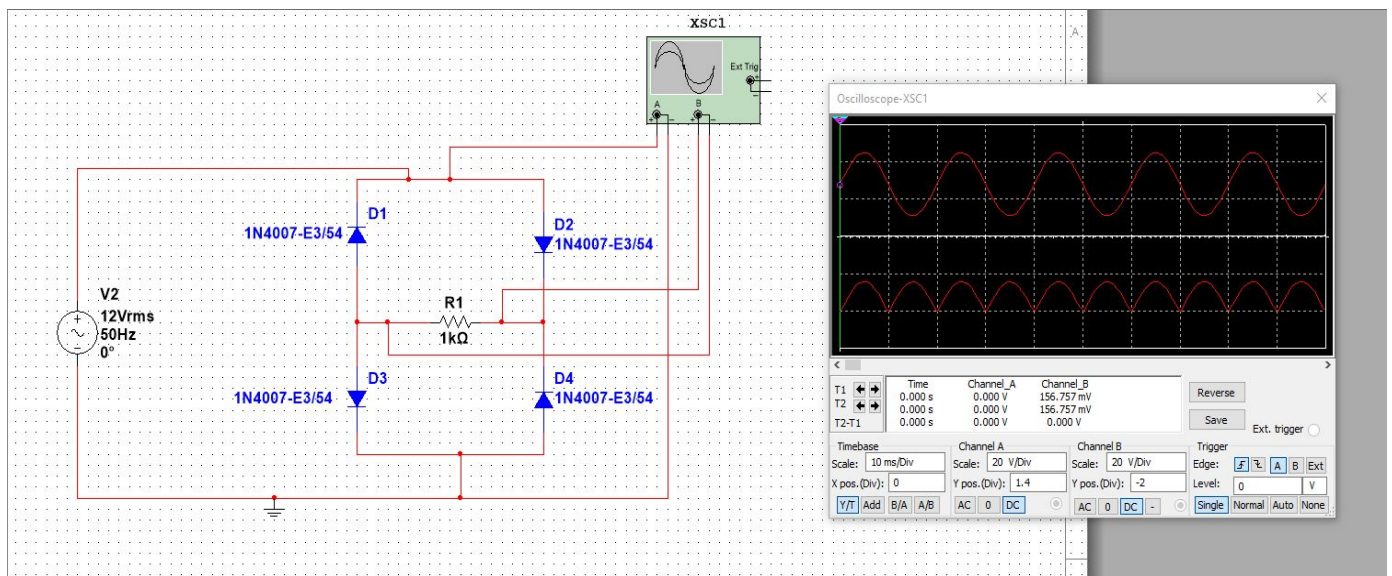 XSC1
A
Ext Trig
+
-
A
B
+ -
+ -
D1
1N4007-E3/54
D2
1N4007-E3/54
V2
12Vrms
50Hz
0°
R1
1kΩ
D3
1N4007-E3/54
D4
1N4007-E3/54
Oscilloscope-XSC1
Time Channel_A Channel_B
T1 0.000 s 0.000 V 156.757 mV
T2 0.000 s 0.000 V 156.757 mV
T2-T1 0.000 s 0.000 V 0.000 V
Reverse
Save
Ext. trigger
Timebase
Scale: 10 ms/Div
X pos.(Div): 0
Y/T Add B/A A/B
Channel A
Scale: 20 V/Div
Y pos.(Div): 1.4
AC 0 DC
Channel B
Scale: 20 V/Div
Y pos.(Div): -2
AC 0 DC -
Trigger
Edge: A B Ext
Level: 0 V
Single Normal Auto None